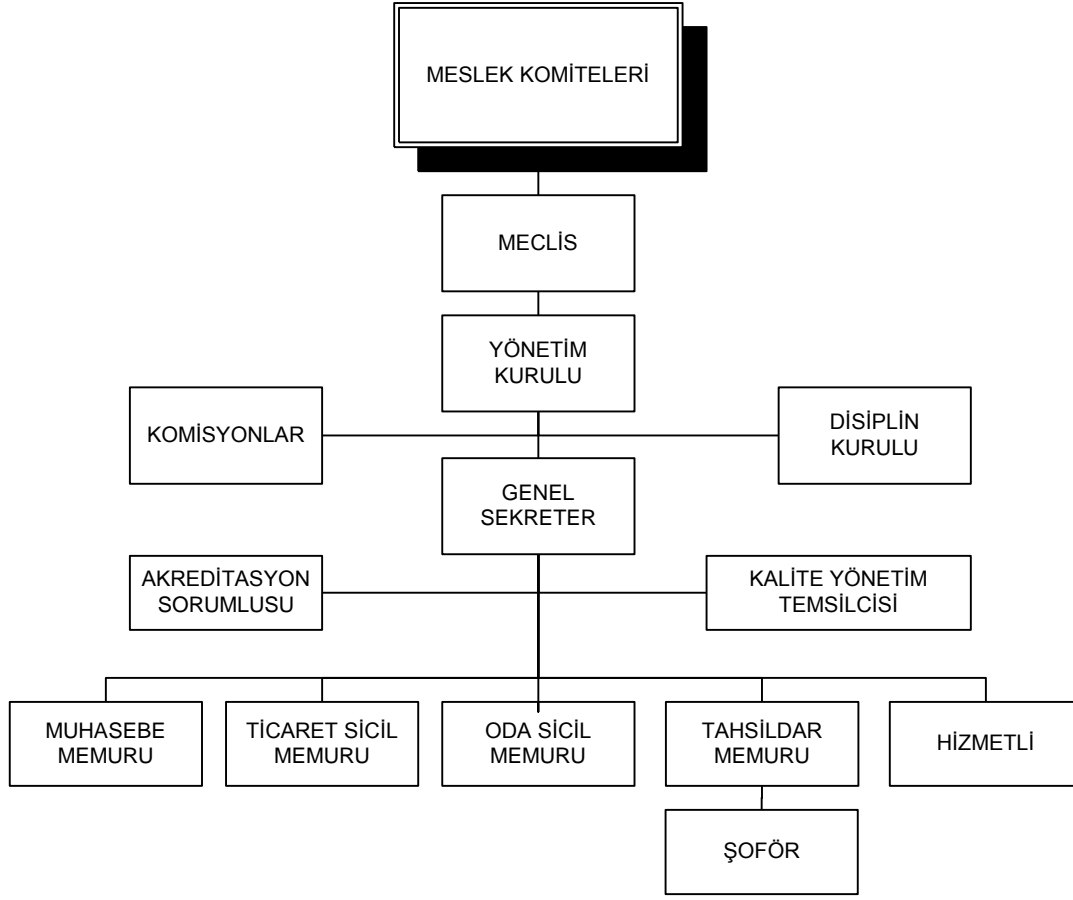 MESLEK KOMİTELERİ
MECLİS
YÖNETİM
KURULU
KOMİSYONLAR
DİSİPLİN
KURULU
GENEL
SEKRETER
AKREDİTASYON
SORUMLUSU
KALİTE YÖNETİM
TEMSİLCİSİ
MUHASEBE
MEMURU
TİCARET SİCİL
MEMURU
ODA SİCİL
MEMURU
TAHSİLDAR
MEMURU
HİZMETLİ
ŞOFÖR